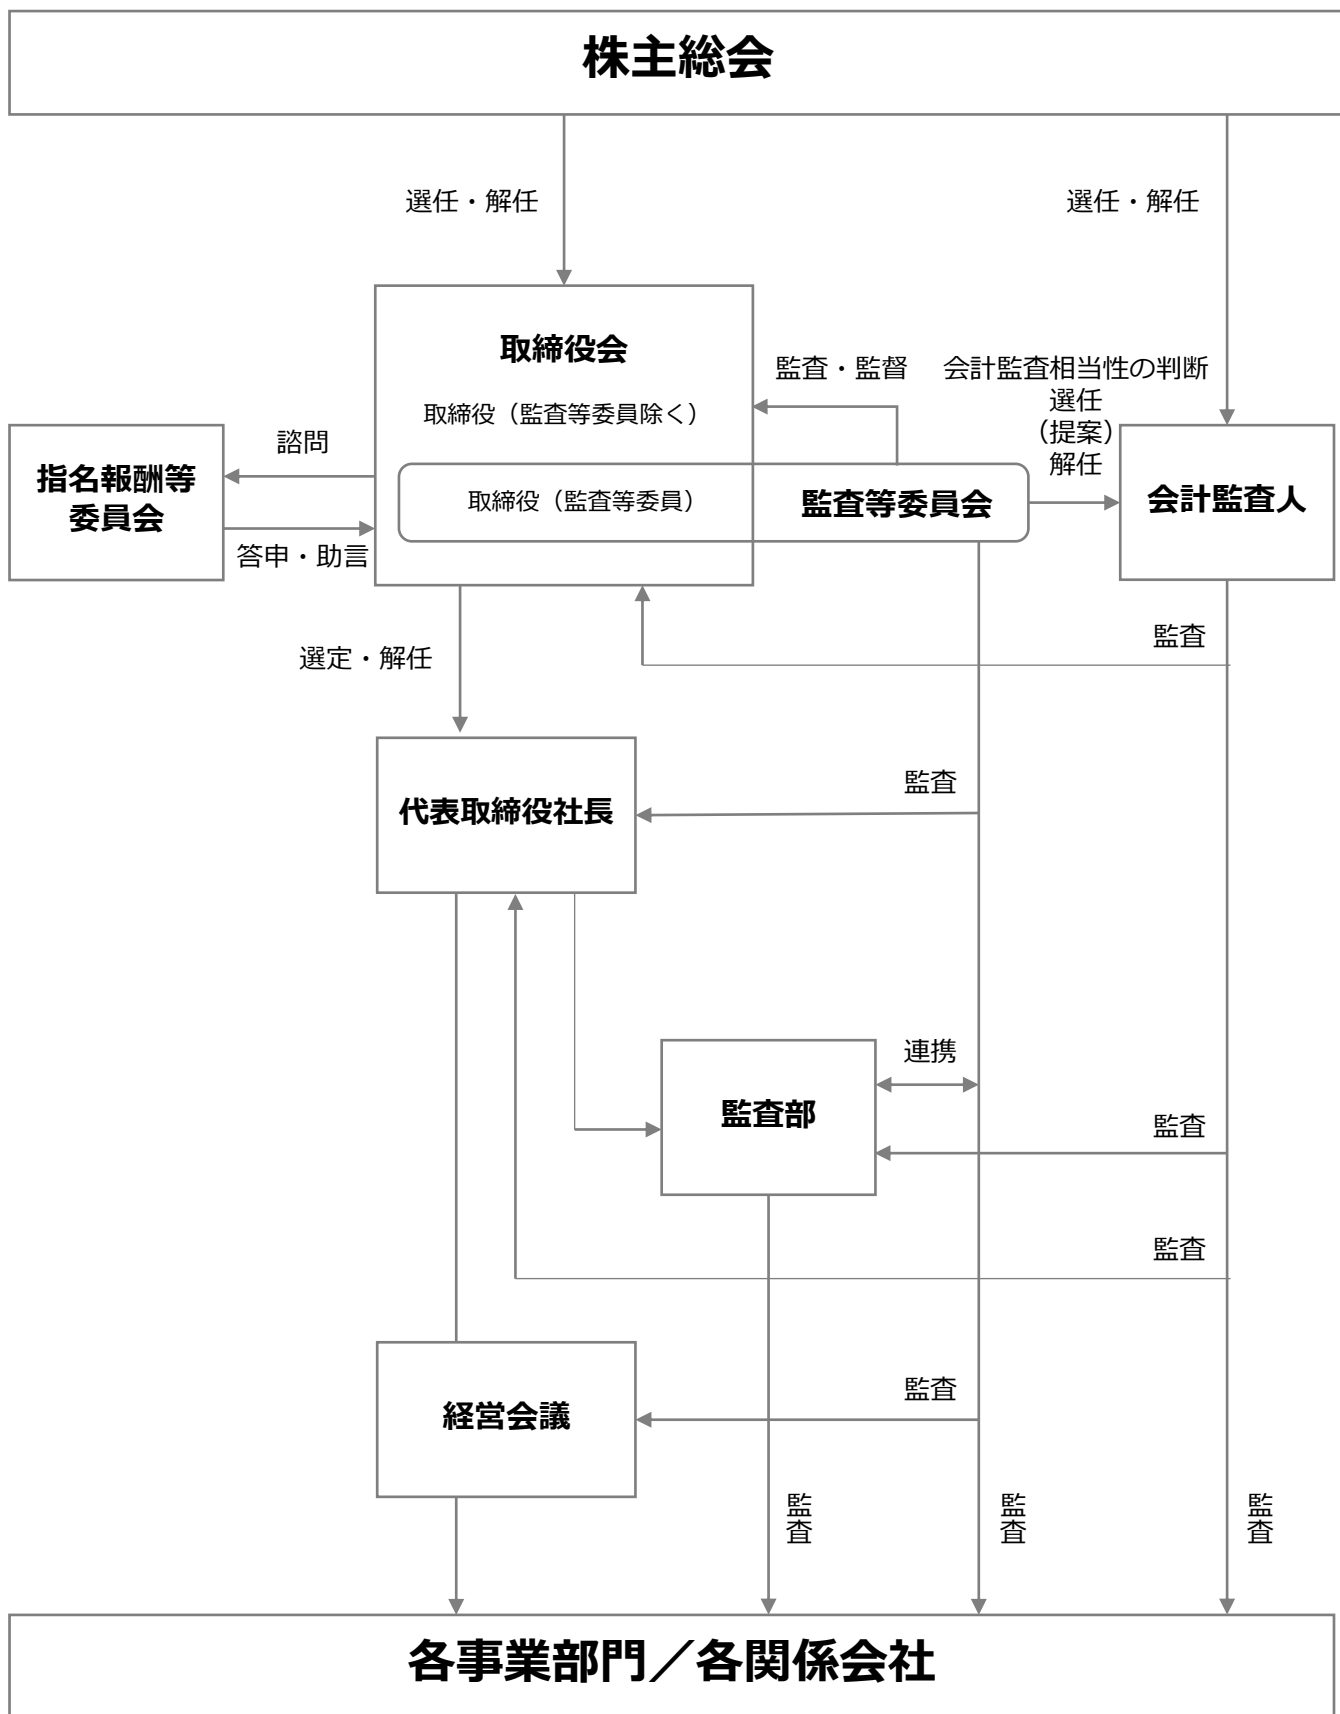 株主総会
選任・解任
選任・解任
取締役会
取締役（監査等委員除く）
監査・監督
会計監査相当性の判断
選任
（提案）
解任
指名報酬等
委員会
諮問
答申・助言
取締役（監査等委員）
監査等委員会
会計監査人
監査
選定・解任
代表取締役社長
監査
監査部
連携
監査
監査
経営会議
監査
監査
監査
監査
各事業部門／各関係会社